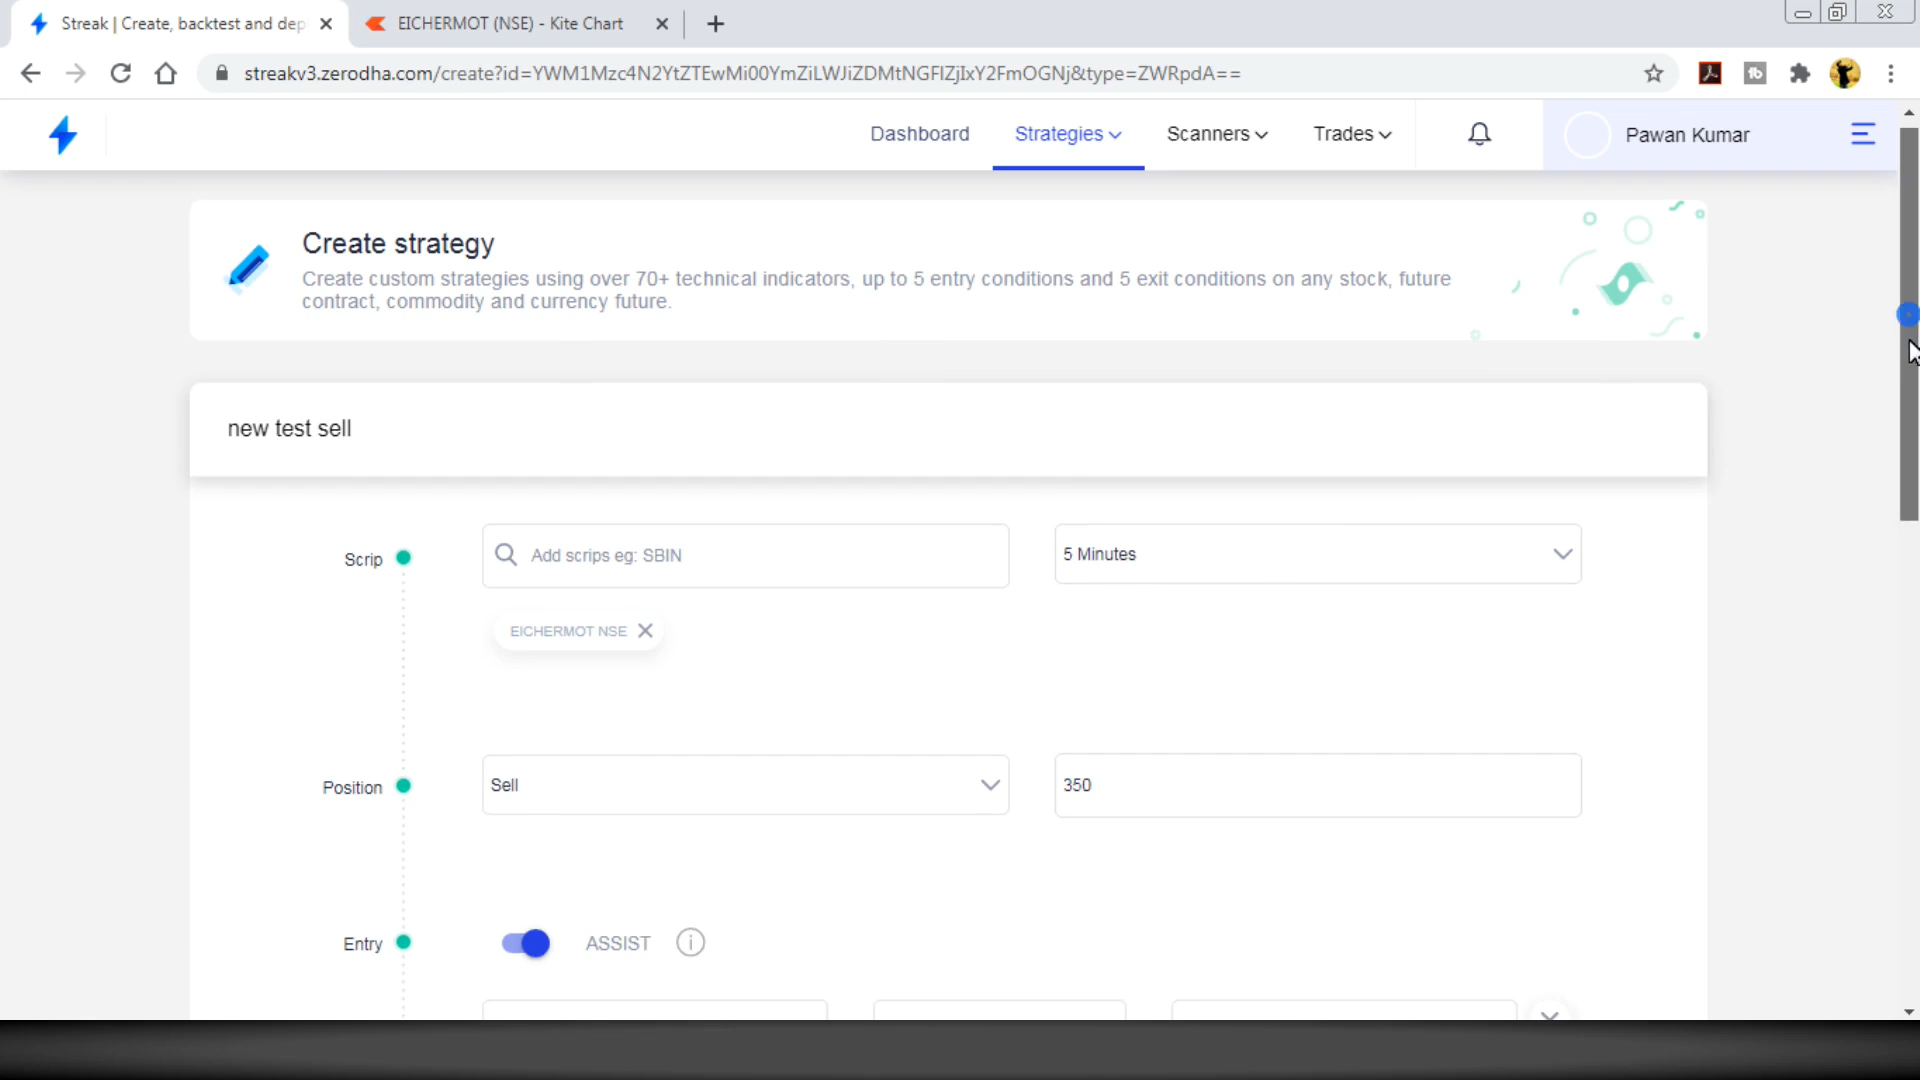 Streak | Create, backtest and dep
EICHERMOT (NSE) - Kite Chart
streakv3.zerodha.com/create?id=YWM1Mzc4N2YtZTEwMi00YmZiLWJiZDMtNGFlZjIxY2FmOGNj&type=ZWRpdA==
Dashboard
Strategies
Scanners
Trades
Pawan Kumar
Create strategy
Create custom strategies using over 70+ technical indicators, up to 5 entry conditions and 5 exit conditions on any stock, future
contract, commodity and currency future.
new test sell
Scrip
Add scrips eg: SBIN
5 Minutes
EICHERMOT NSE
Position
Sell
350
Entry
ASSIST